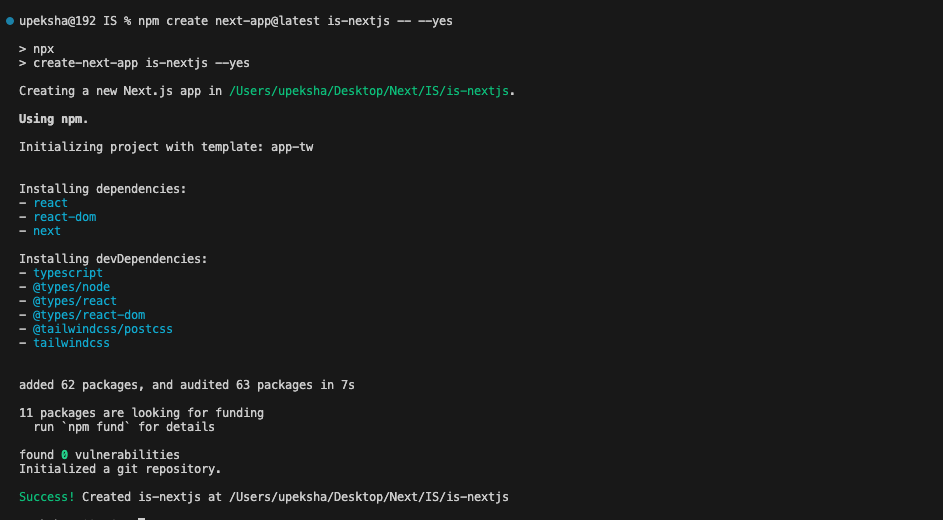 upeksha@192 IS % npm create next-app@latest is-nextjs -- --yes
> npx
> create-next-app is-nextjs --yes
Creating a new Next.js app in /Users/upeksha/Desktop/Next/IS/is-nextjs.
Using npm.
Initializing project with template: app-tw
Installing dependencies:
- react
- react-dom
- next
Installing devDependencies:
- typescript
- @types/node
- @types/react
- @types/react-dom
- @tailwindcss/postcss
- tailwindcss
added 62 packages, and audited 63 packages in 7s
11 packages are looking for funding
run `npm fund` for details
found 0 vulnerabilities
Initialized a git repository.
Success! Created is-nextjs at /Users/upeksha/Desktop/Next/IS/is-nextjs